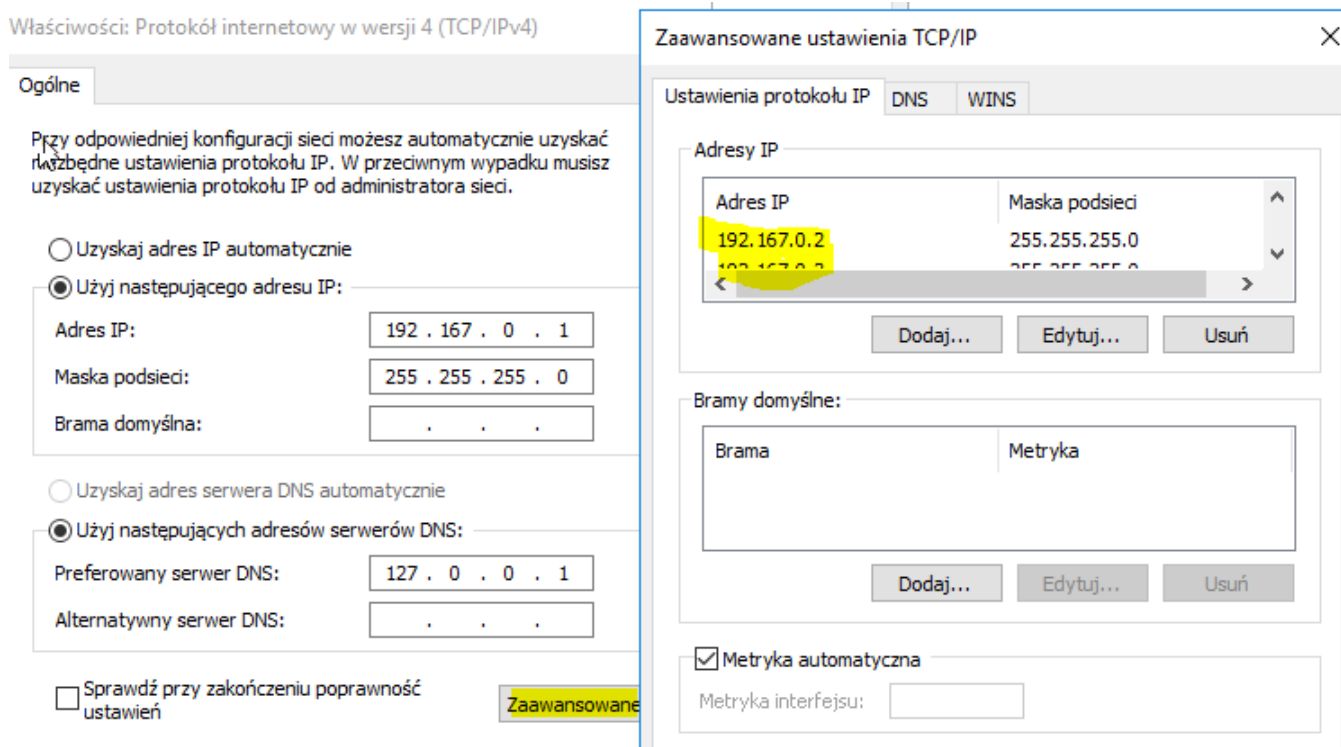 Właściwości: Protokół internetowy w wersji 4 (TCP/IPv4)
Ogólne
Przy odpowiedniej konfiguracji sieci możesz automatycznie uzyskać
niezbędne ustawienia protokołu IP. W przeciwnym wypadku musisz
uzyskać ustawienia protokołu IP od administratora sieci.
Uzyskaj adres IP automatycznie
Użyj następującego adresu IP:
Adres IP: 192 . 167 . 0 . 1
Maska podsieci: 255 . 255 . 255 . 0
Brama domyślna: . . .
Uzyskaj adres serwera DNS automatycznie
Użyj następujących adresów serwerów DNS:
Preferowany serwer DNS: 127 . 0 . 0 . 1
Alternatywny serwer DNS: . . .
Sprawdź przy zakończeniu poprawność
ustawień
Zaawansowane
Zaawansowane ustawienia TCP/IP
Ustawienia protokołu IP DNS WINS
Adresy IP
Adres IP Maska podsieci
192.167.0.2 255.255.255.0
255.255.255.0
Dodaj... Edytuj... Usuń
Bramy domyślne:
Brama Metryka
Dodaj... Edytuj... Usuń
Metryka automatyczna
Metryka interfejsu: